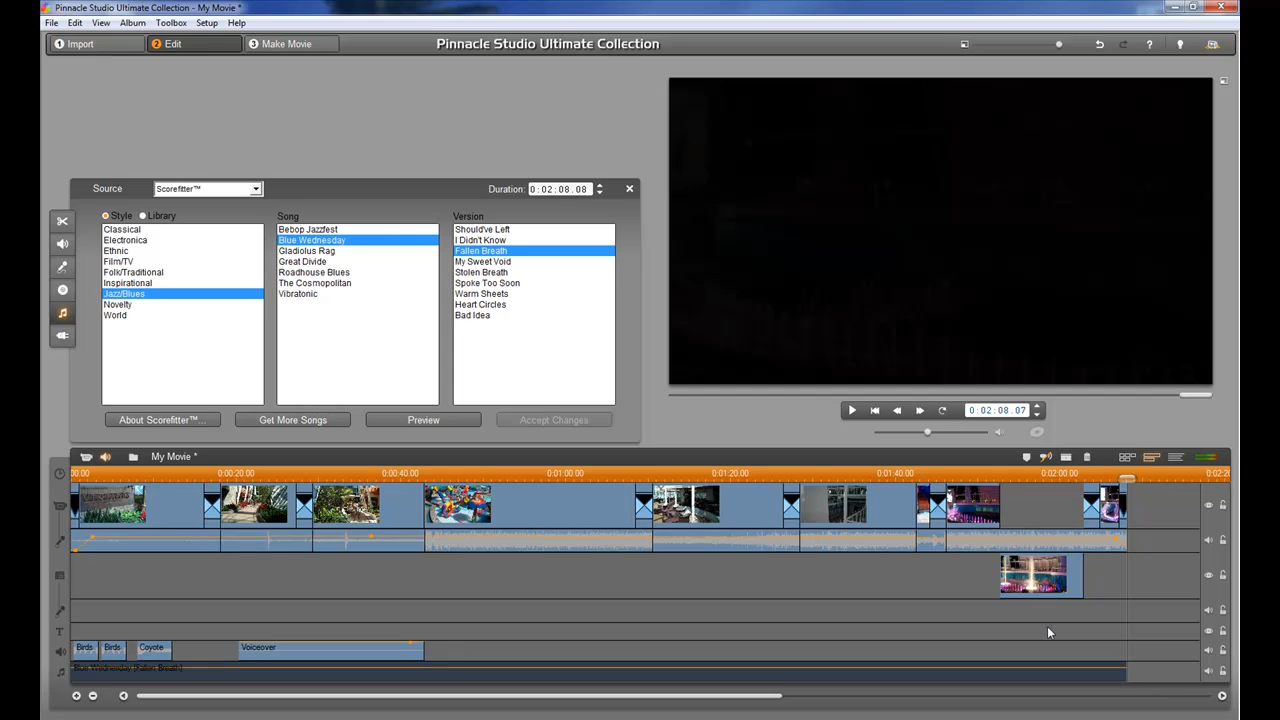 Pinnacle Studio Ultimate Collection - My Movie *
File Edit View Album Toolbox Setup Help
1 Import 2 Edit 3 Make Movie Pinnacle Studio Ultimate Collection
Source Scorefitter™ Duration: 0:02:08.08
Style Library Song Version
Classical
Electronica
Ethnic
Film/TV
Folk/Traditional
Inspirational
Jazz/Blues
Novelty
World
Bebop Jazzfest
Blue Wednesday
Gladiolus Rag
Great Divide
Roadhouse Blues
The Cosmopolitan
Vibratonic
Should've Left
I Didn't Know
Fallen Breath
My Sweet Void
Stolen Breath
Spoke Too Soon
Warm Sheets
Heart Circles
Bad Idea
About Scorefitter™... Get More Songs Preview Accept Changes
0:02:08.07
My Movie *
00.00 0:00:20.00 0:00:40.00 0:01:00.00 0:01:20.00 0:01:40.00 0:02:00.00 0:02:20
Birds Birds Coyote Voiceover
Blue Wednesday [Fallen Breath]